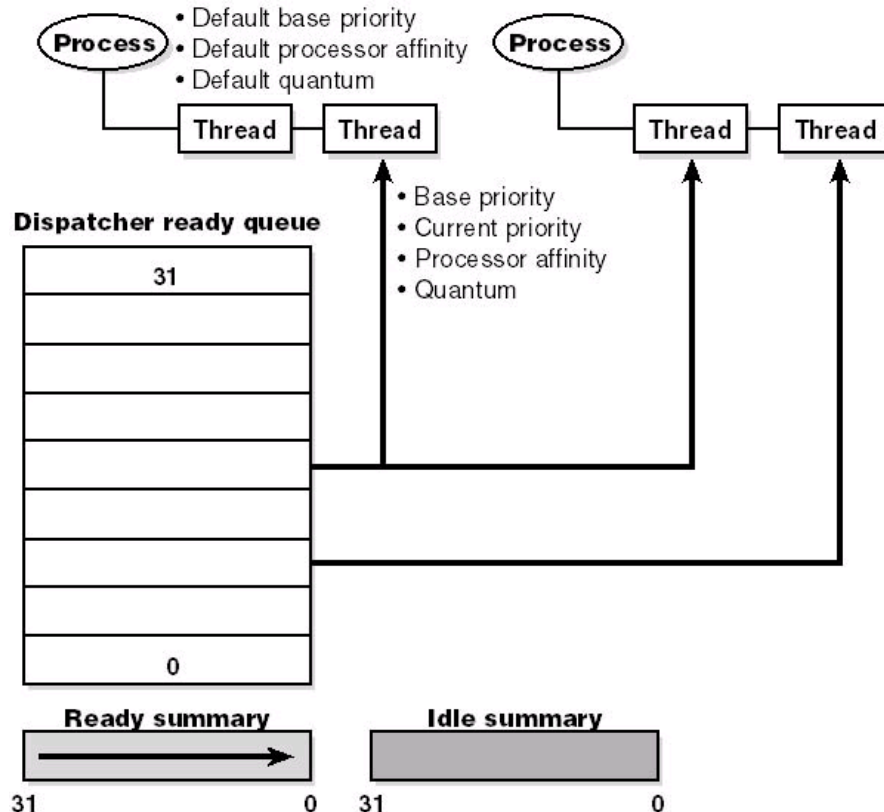 Process
• Default base priority
• Default processor affinity
• Default quantum
Process
Thread
Thread
Thread
Thread
• Base priority
• Current priority
• Processor affinity
• Quantum
Dispatcher ready queue
31
0
Ready summary
31 0
Idle summary
31 0